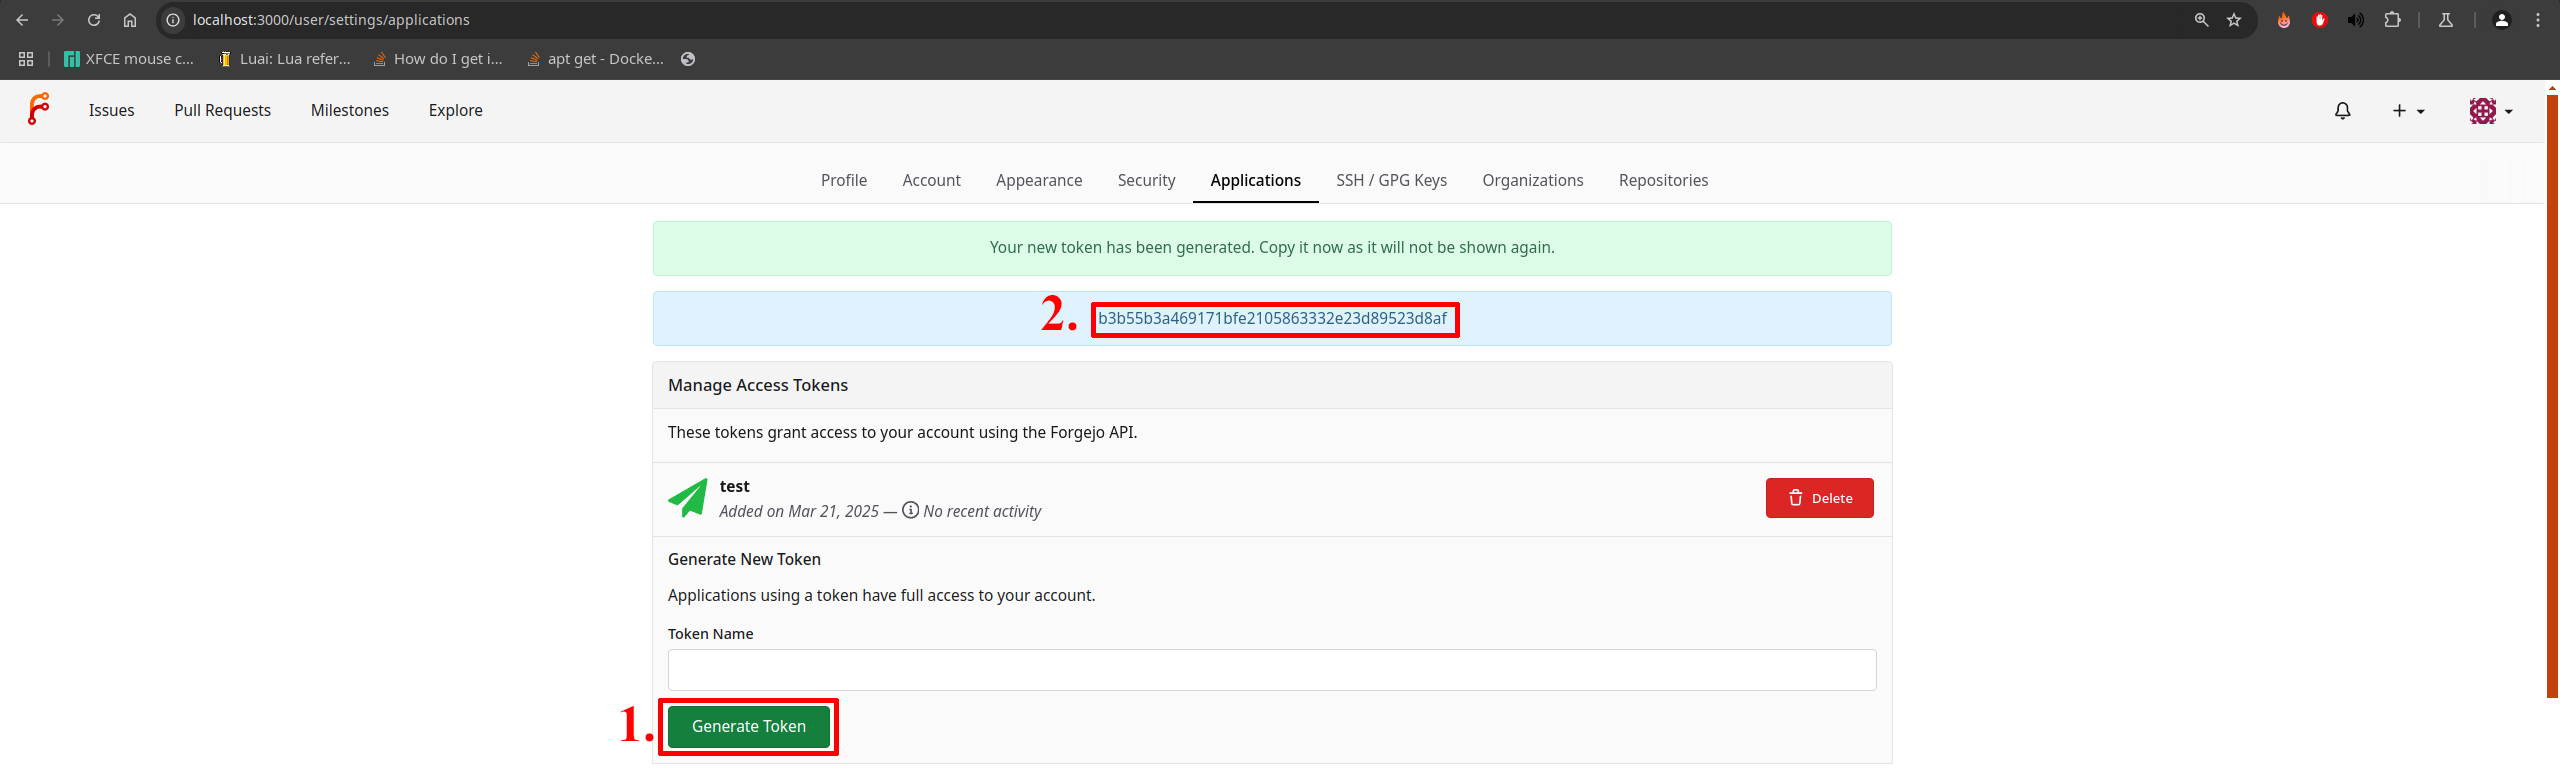 localhost:3000/user/settings/applications
XFCE mouse c... Luai: Lua refer... How do I get i... apt get - Docke...
Issues Pull Requests Milestones Explore
Profile Account Appearance Security Applications SSH / GPG Keys Organizations Repositories
Your new token has been generated. Copy it now as it will not be shown again.
2. b3b55b3a469171bfe2105863332e23d89523d8af
Manage Access Tokens
These tokens grant access to your account using the Forgejo API.
test
Added on Mar 21, 2025 — No recent activity
Delete
Generate New Token
Applications using a token have full access to your account.
Token Name
1. Generate Token